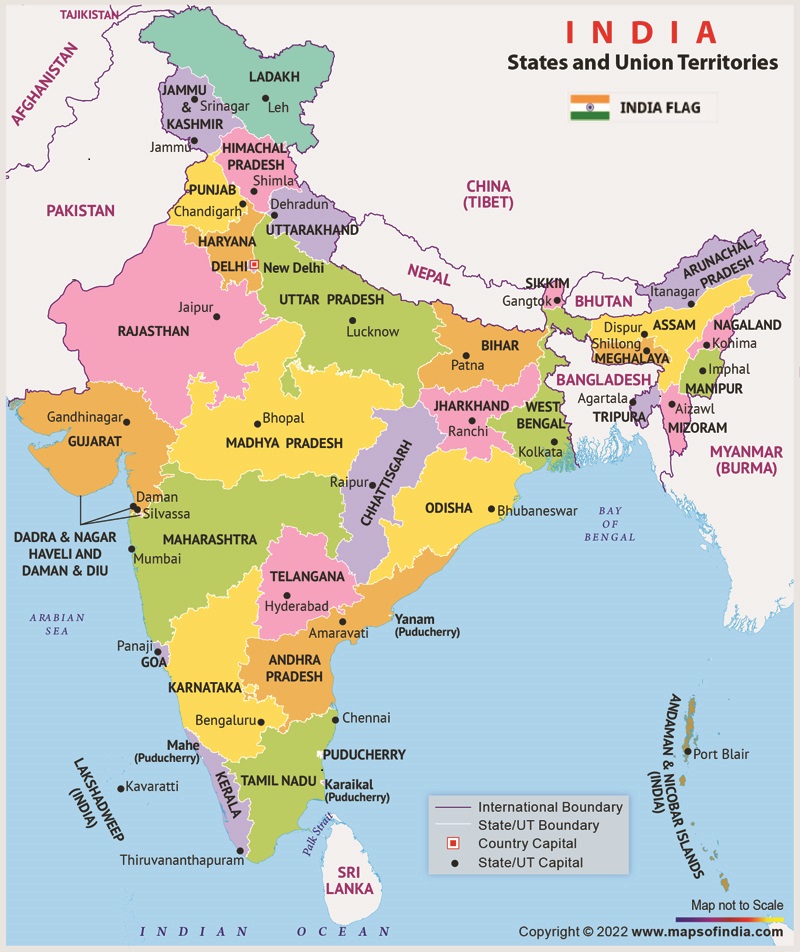 TAJIKISTAN
INDIA
States and Union Territories
INDIA FLAG
AFGHANISTAN
LADAKH
Leh
JAMMU
&
KASHMIR
Srinagar
Jammu
HIMACHAL
PRADESH
Shimla
PUNJAB
Chandigarh
Dehradun
UTTARAKHAND
PAKISTAN
CHINA
(TIBET)
HARYANA
DELHI
New Delhi
NEPAL
UTTAR PRADESH
Lucknow
Jaipur
RAJASTHAN
SIKKIM
Gangtok
BHUTAN
ARUNACHAL
PRADESH
Itanagar
Dispur
ASSAM
NAGALAND
Shillong
MEGHALAYA
Kohima
Imphal
MANIPUR
BIHAR
Patna
BANGLADESH
Agartala
TRIPURA
Aizawl
MIZORAM
MYANMAR
(BURMA)
Gandhinagar
GUJARAT
Bhopal
MADHYA PRADESH
JHARKHAND
Ranchi
WEST
BENGAL
Kolkata
Raipur
CHHATTISGARH
ODISHA
Bhubaneswar
BAY
OF
BENGAL
Daman
Silvassa
DADRA & NAGAR
HAVELI AND
DAMAN & DIU
MAHARASHTRA
Mumbai
TELANGANA
Hyderabad
ARABIAN
SEA
Amaravati
Yanam
(Puducherry)
Panaji
GOA
ANDHRA
PRADESH
KARNATAKA
Bengaluru
Chennai
Mahe
(Puducherry)
PUDUCHERRY
TAMIL NADU
Karaikal
(Puducherry)
KERALA
LAKSHADWEEP
(INDIA)
Kavaratti
Thiruvananthapuram
Palk Strait
SRI
LANKA
ANDAMAN & NICOBAR ISLANDS
(INDIA)
Port Blair
International Boundary
State/UT Boundary
Country Capital
State/UT Capital
Map not to Scale
INDIAN OCEAN
Copyright © 2022 www.mapsofindia.com